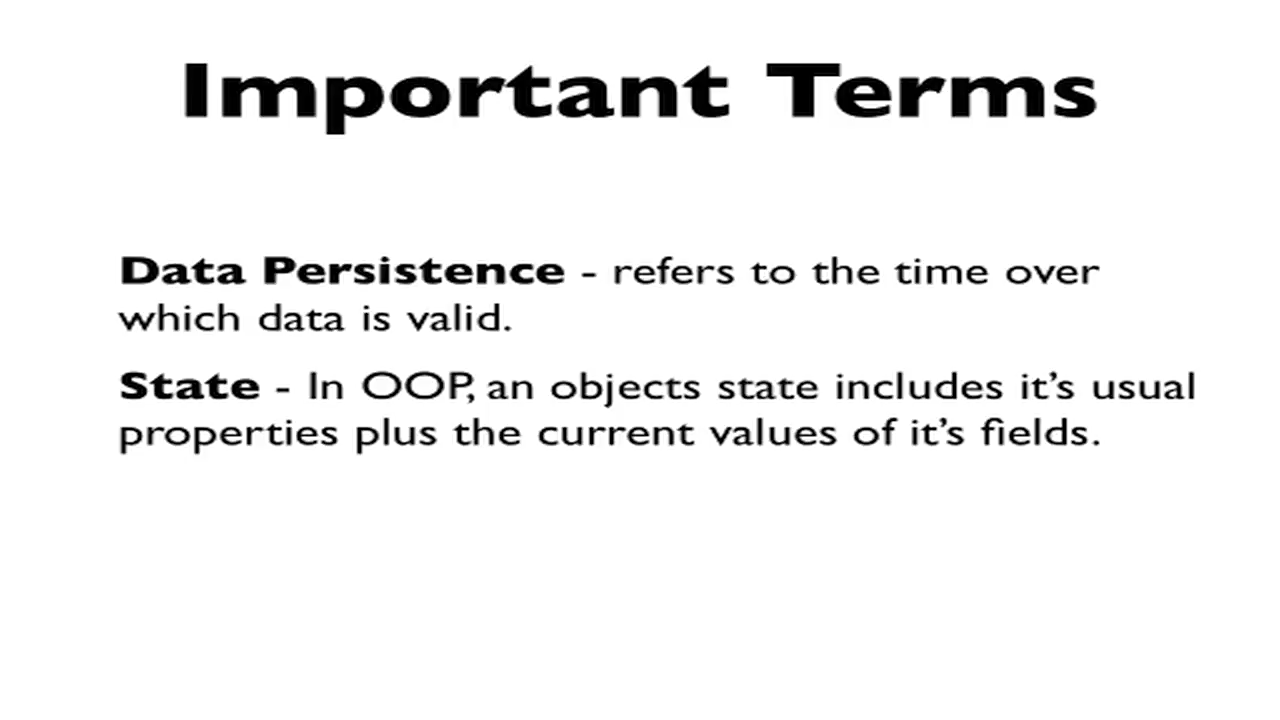 Important Terms
Data Persistence - refers to the time over
which data is valid.
State - In OOP, an objects state includes it’s usual
properties plus the current values of it’s fields.